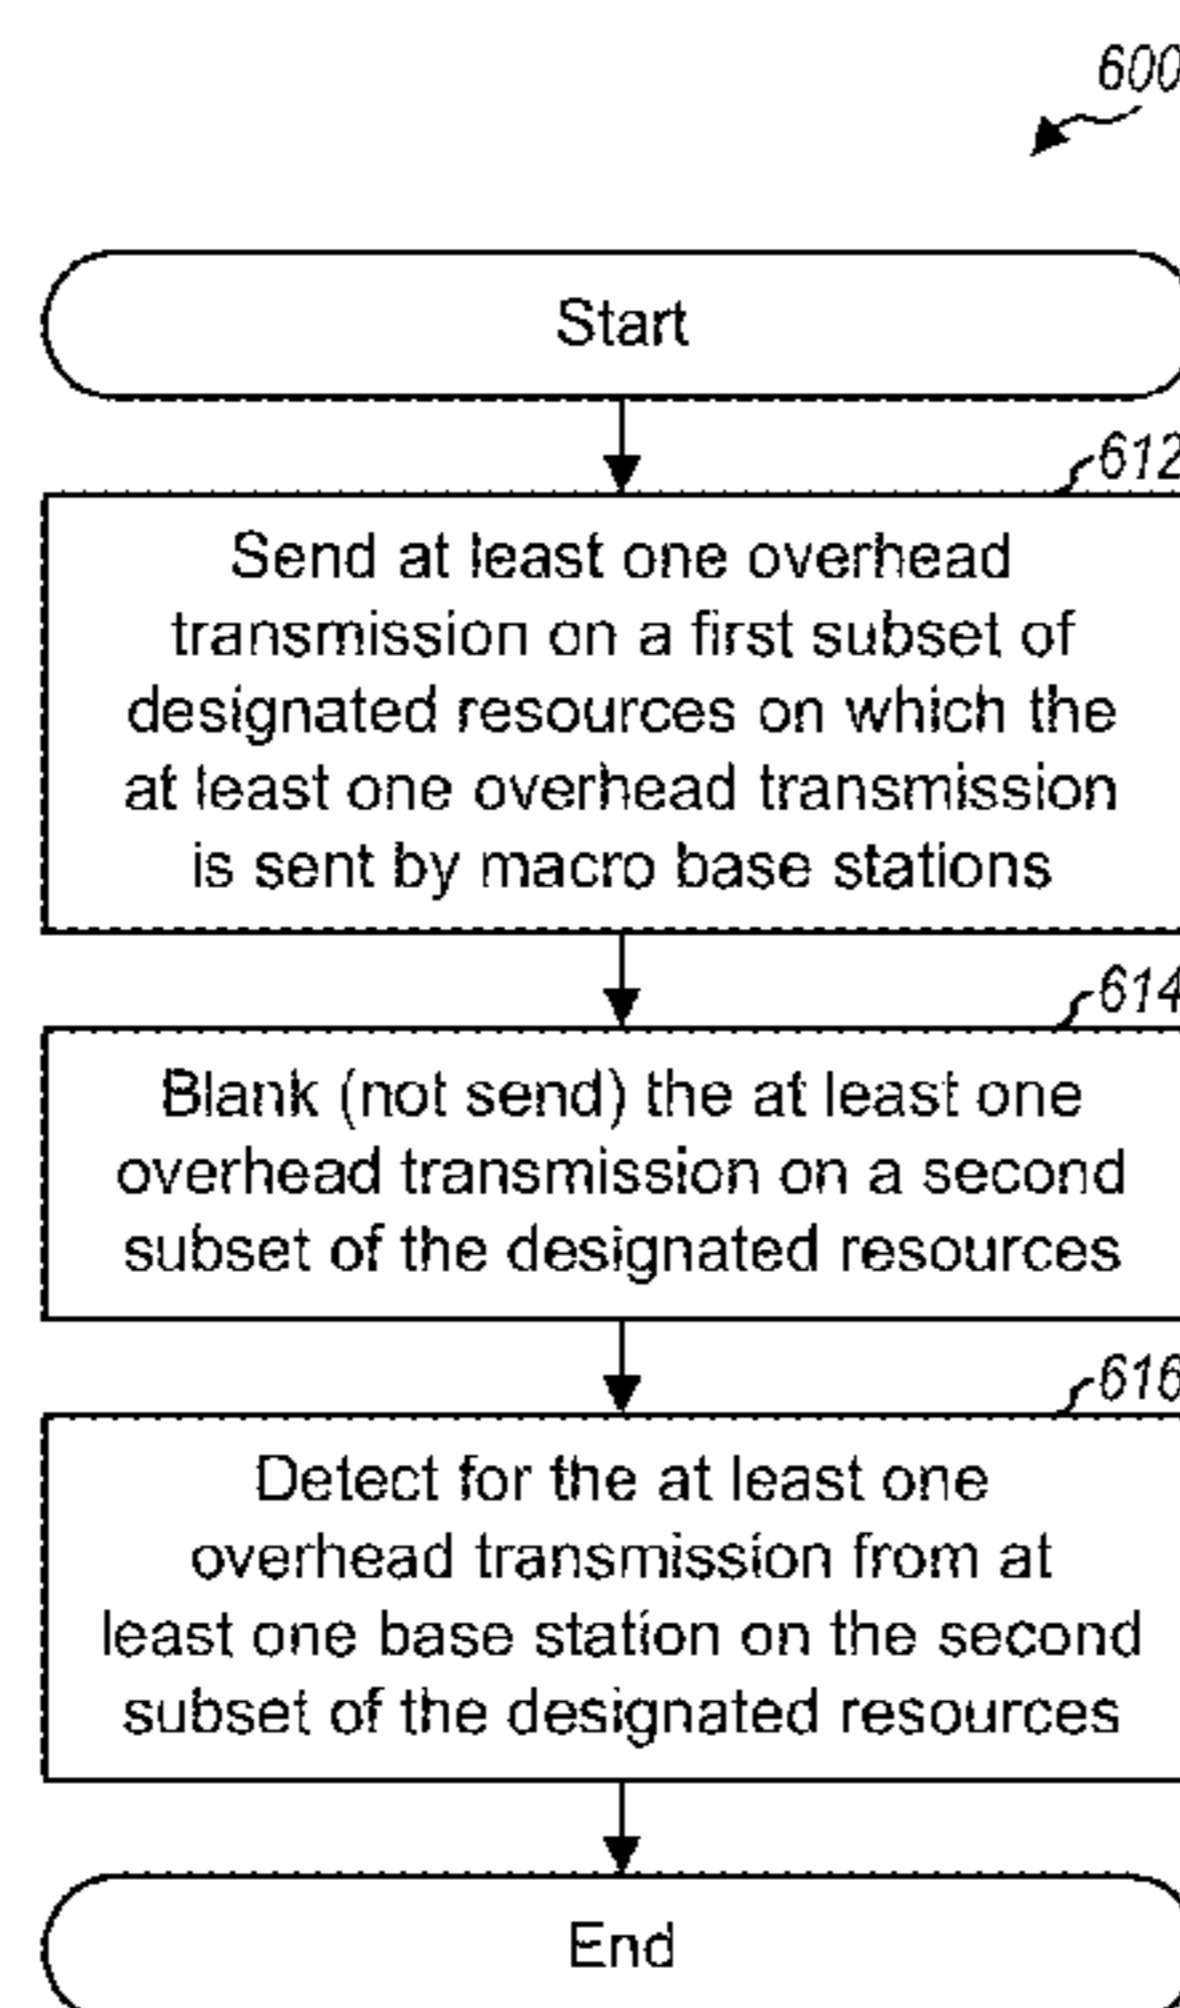 600
Start
612
Send at least one overhead
transmission on a first subset of
designated resources on which the
at least one overhead transmission
is sent by macro base stations
614
Blank (not send) the at least one
overhead transmission on a second
subset of the designated resources
616
Detect for the at least one
overhead transmission from at
least one base station on the second
subset of the designated resources
End